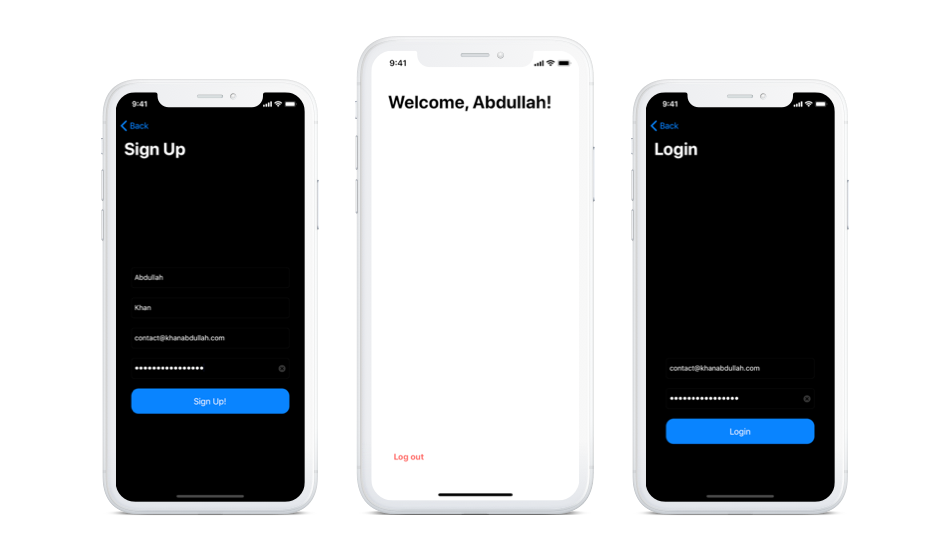 9:41
Back
Sign Up
Abdullah
Khan
contact@khanabdullah.com
••••••••••••••••
Sign Up!
9:41
Welcome, Abdullah!
Log out
9:41
Back
Login
contact@khanabdullah.com
••••••••••••••••
Login